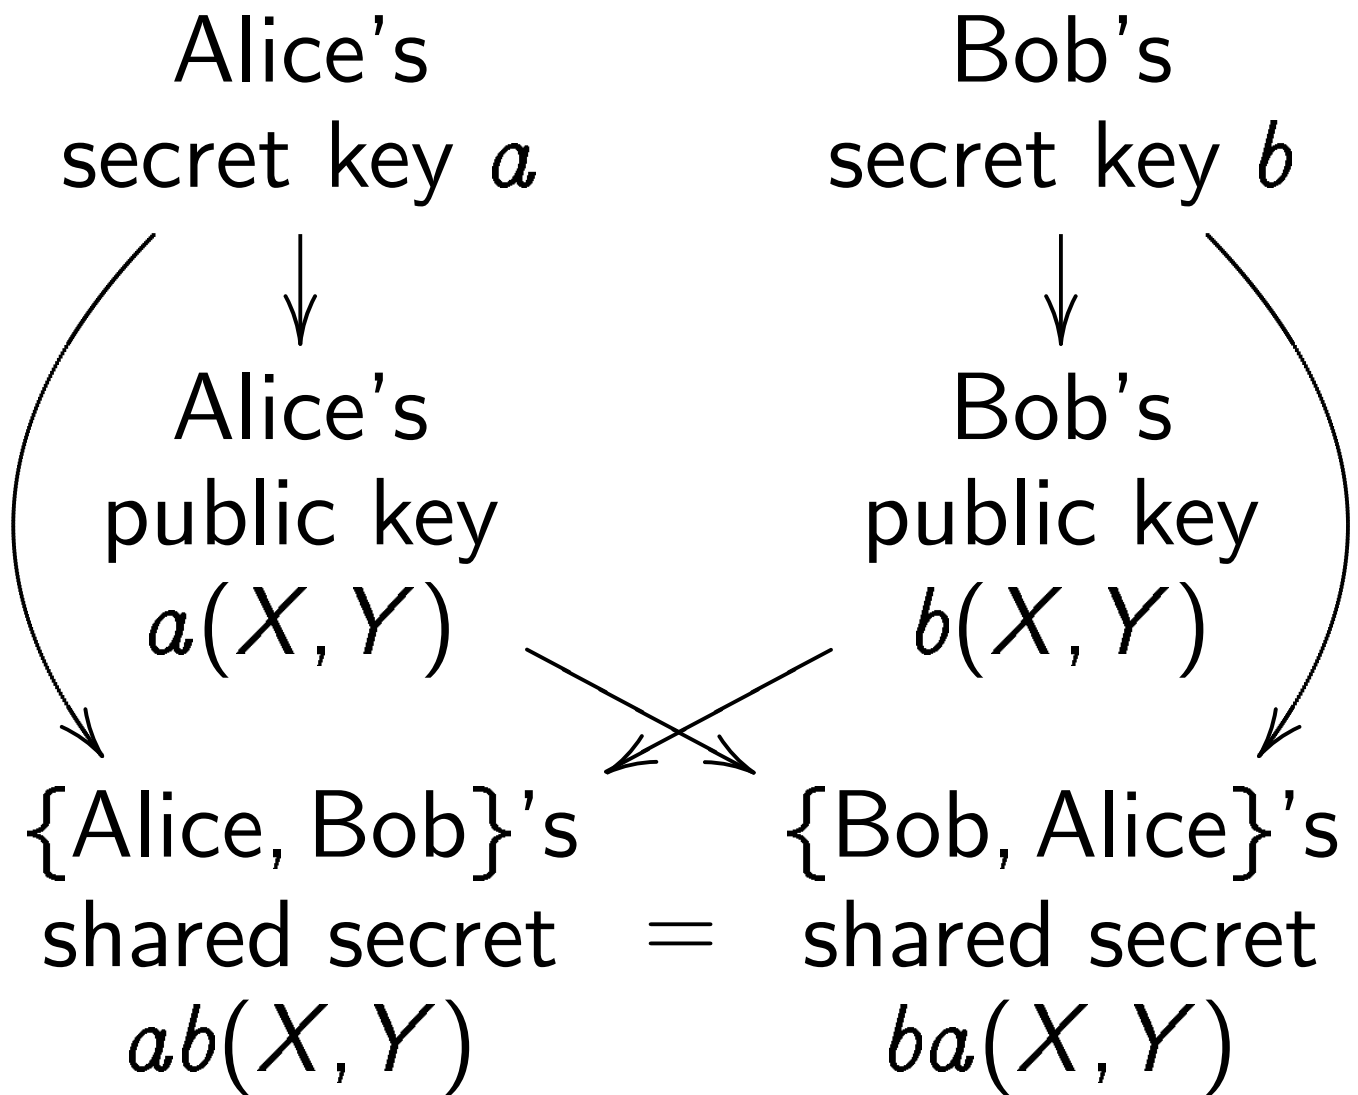 Alice's
secret key a
Bob's
secret key b
Alice's
public key
a(X, Y)
Bob's
public key
b(X, Y)
{Alice, Bob}'s
shared secret
ab(X, Y)
=
{Bob, Alice}'s
shared secret
ba(X, Y)